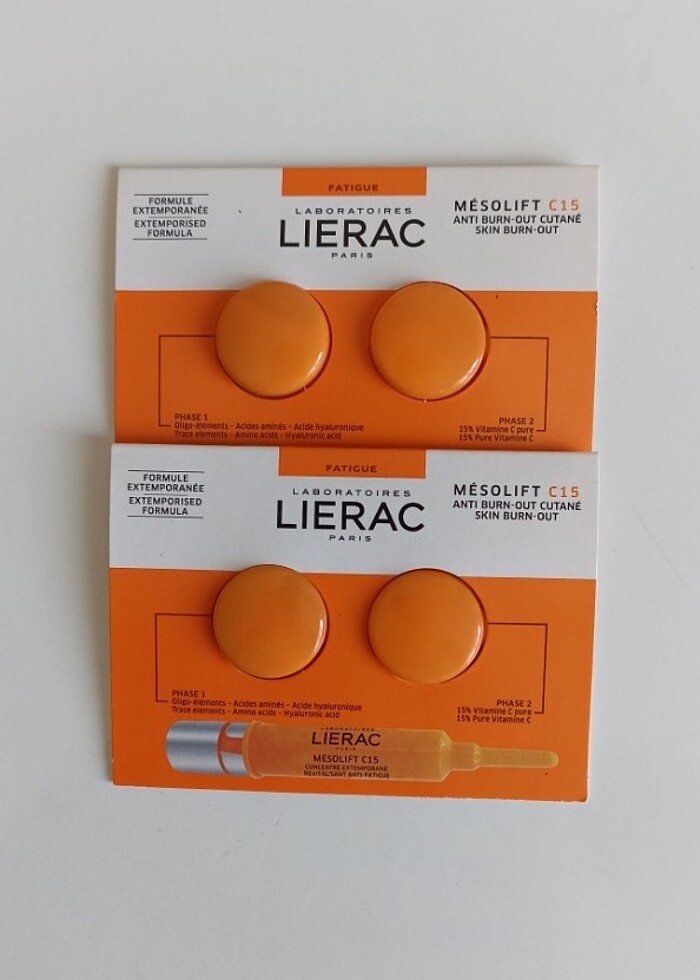 FATIGUE
FORMULE
EXTEMPORANÉE
EXTEMPORISED
FORMULA
LABORATOIRES
LIERAC
PARIS
MÉSOLIFT C15
ANTI BURN-OUT CUTANÉ
SKIN BURN-OUT
PHASE 1
Oligo-éléments - Acides aminés - Acide hyaluronique
Trace elements - Amino acids - Hyaluronic acid
PHASE 2
15% Vitamine C pure
15% Pure Vitamine C
FATIGUE
FORMULE
EXTEMPORANÉE
EXTEMPORISED
FORMULA
LABORATOIRES
LIERAC
PARIS
MÉSOLIFT C15
ANTI BURN-OUT CUTANÉ
SKIN BURN-OUT
PHASE 1
Oligo-éléments - Acides aminés - Acide hyaluronique
Trace elements - Amino acids - Hyaluronic acid
PHASE 2
15% Vitamine C pure
15% Pure Vitamine C
LABORATOIRES
LIERAC
PARIS
MÉSOLIFT C15
CONCENTRÉ EXTEMPORANÉ
REVITALISANT ANTI-FATIGUE